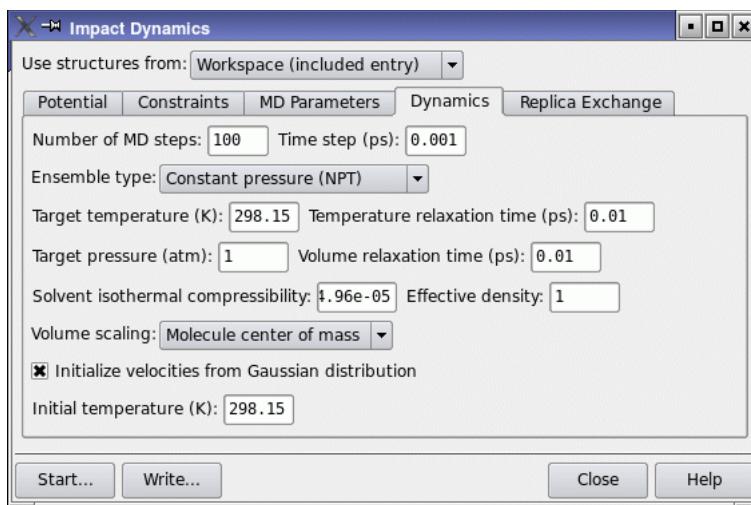 Impact Dynamics
Use structures from: Workspace (included entry)
Potential Constraints MD Parameters Dynamics Replica Exchange
Number of MD steps: 100 Time step (ps): 0.001
Ensemble type: Constant pressure (NPT)
Target temperature (K): 298.15 Temperature relaxation time (ps): 0.01
Target pressure (atm): 1 Volume relaxation time (ps): 0.01
Solvent isothermal compressibility: 4.96e-05 Effective density: 1
Volume scaling: Molecule center of mass
Initialize velocities from Gaussian distribution
Initial temperature (K): 298.15
Start... Write... Close Help